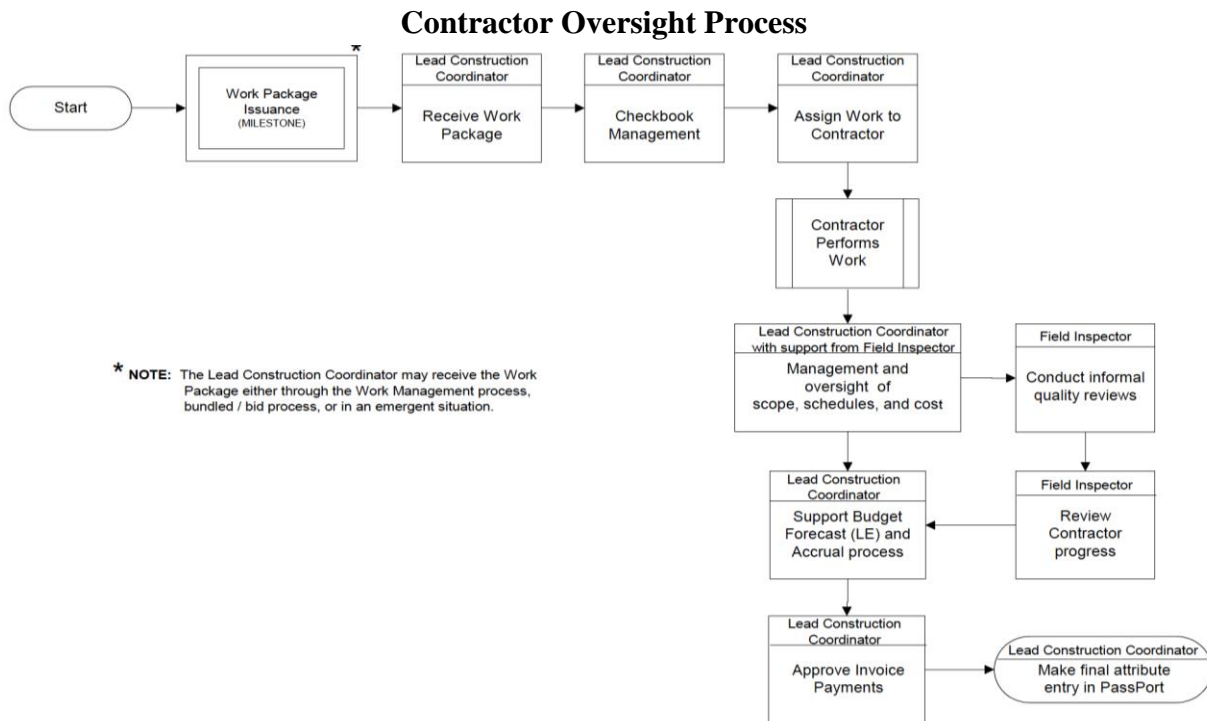 Contractor Oversight Process
*
Start
Work Package
Issuance
(MILESTONE)
Lead Construction
Coordinator
Receive Work
Package
Lead Construction
Coordinator
Checkbook
Management
Lead Construction
Coordinator
Assign Work to
Contractor
Contractor
Performs
Work
Lead Construction Coordinator
with support from Field Inspector
Management and
oversight of
scope, schedules, and cost
Field Inspector
Conduct informal
quality reviews
* NOTE: The Lead Construction Coordinator may receive the Work
Package either through the Work Management process,
bundled / bid process, or in an emergent situation.
Lead Construction
Coordinator
Support Budget
Forecast (LE) and
Accrual process
Field Inspector
Review
Contractor
progress
Lead Construction
Coordinator
Approve Invoice
Payments
Lead Construction Coordinator
Make final attribute
entry in PassPort